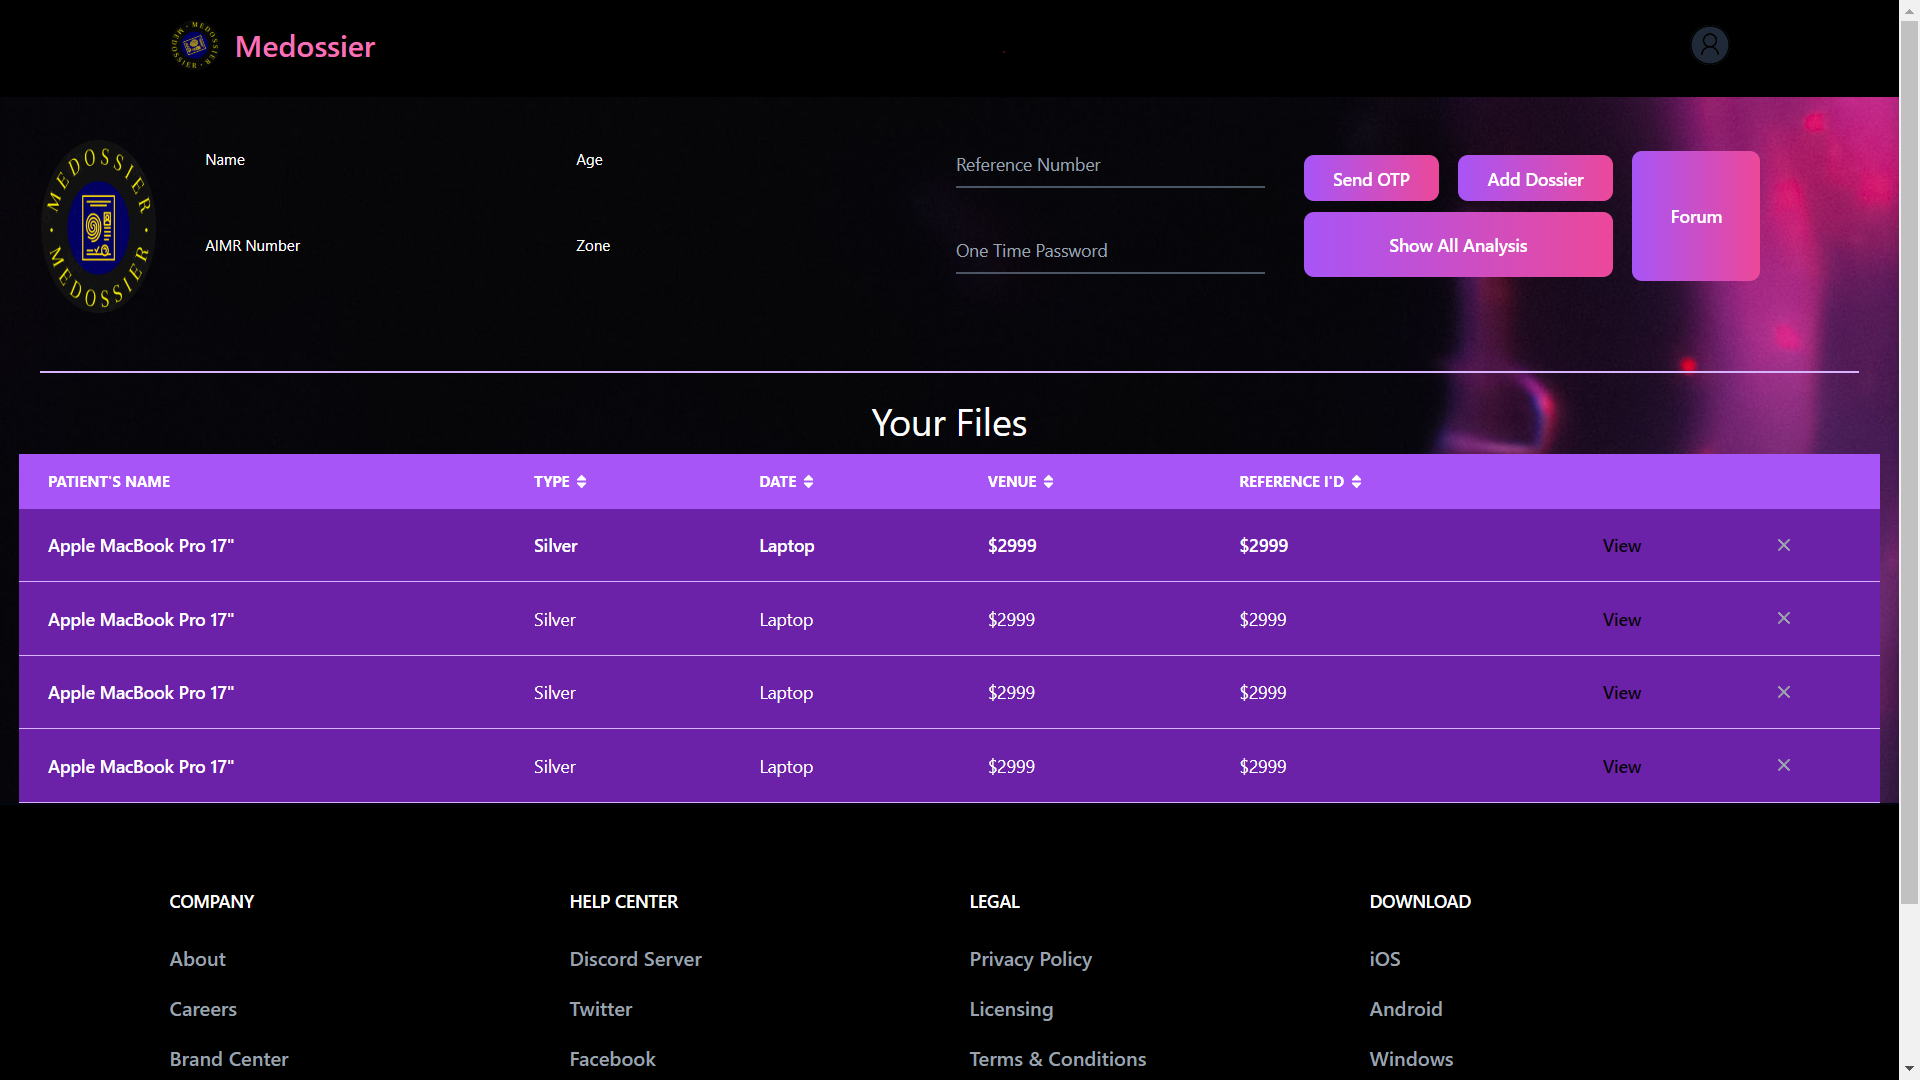 MEDOSSIER · MEDOSSIER ·
Medossier
MEDOSSIER · MEDOSSIER ·
Name
Age
Reference Number
Send OTP
Add Dossier
Forum
AIMR Number
Zone
One Time Password
Show All Analysis
Your Files
PATIENT'S NAME TYPE DATE VENUE REFERENCE I'D
Apple MacBook Pro 17" Silver Laptop $2999 $2999 View
Apple MacBook Pro 17" Silver Laptop $2999 $2999 View
Apple MacBook Pro 17" Silver Laptop $2999 $2999 View
Apple MacBook Pro 17" Silver Laptop $2999 $2999 View
COMPANY HELP CENTER LEGAL DOWNLOAD
About Discord Server Privacy Policy iOS
Careers Twitter Licensing Android
Brand Center Facebook Terms & Conditions Windows